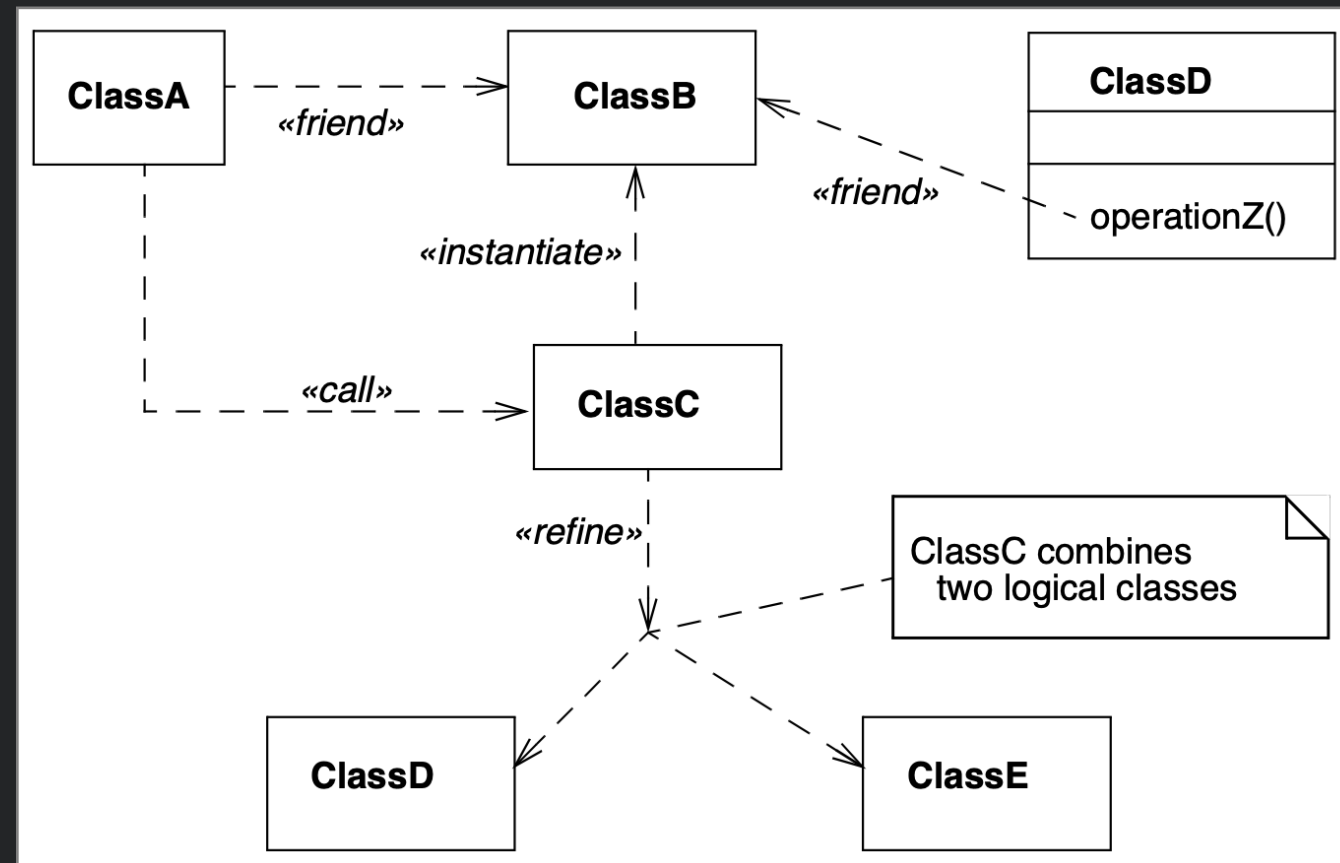 ClassA
«friend»
ClassB
ClassD
«friend»
operationZ()
«instantiate»
«call»
ClassC
«refine»
ClassC combines
two logical classes
ClassD
ClassE